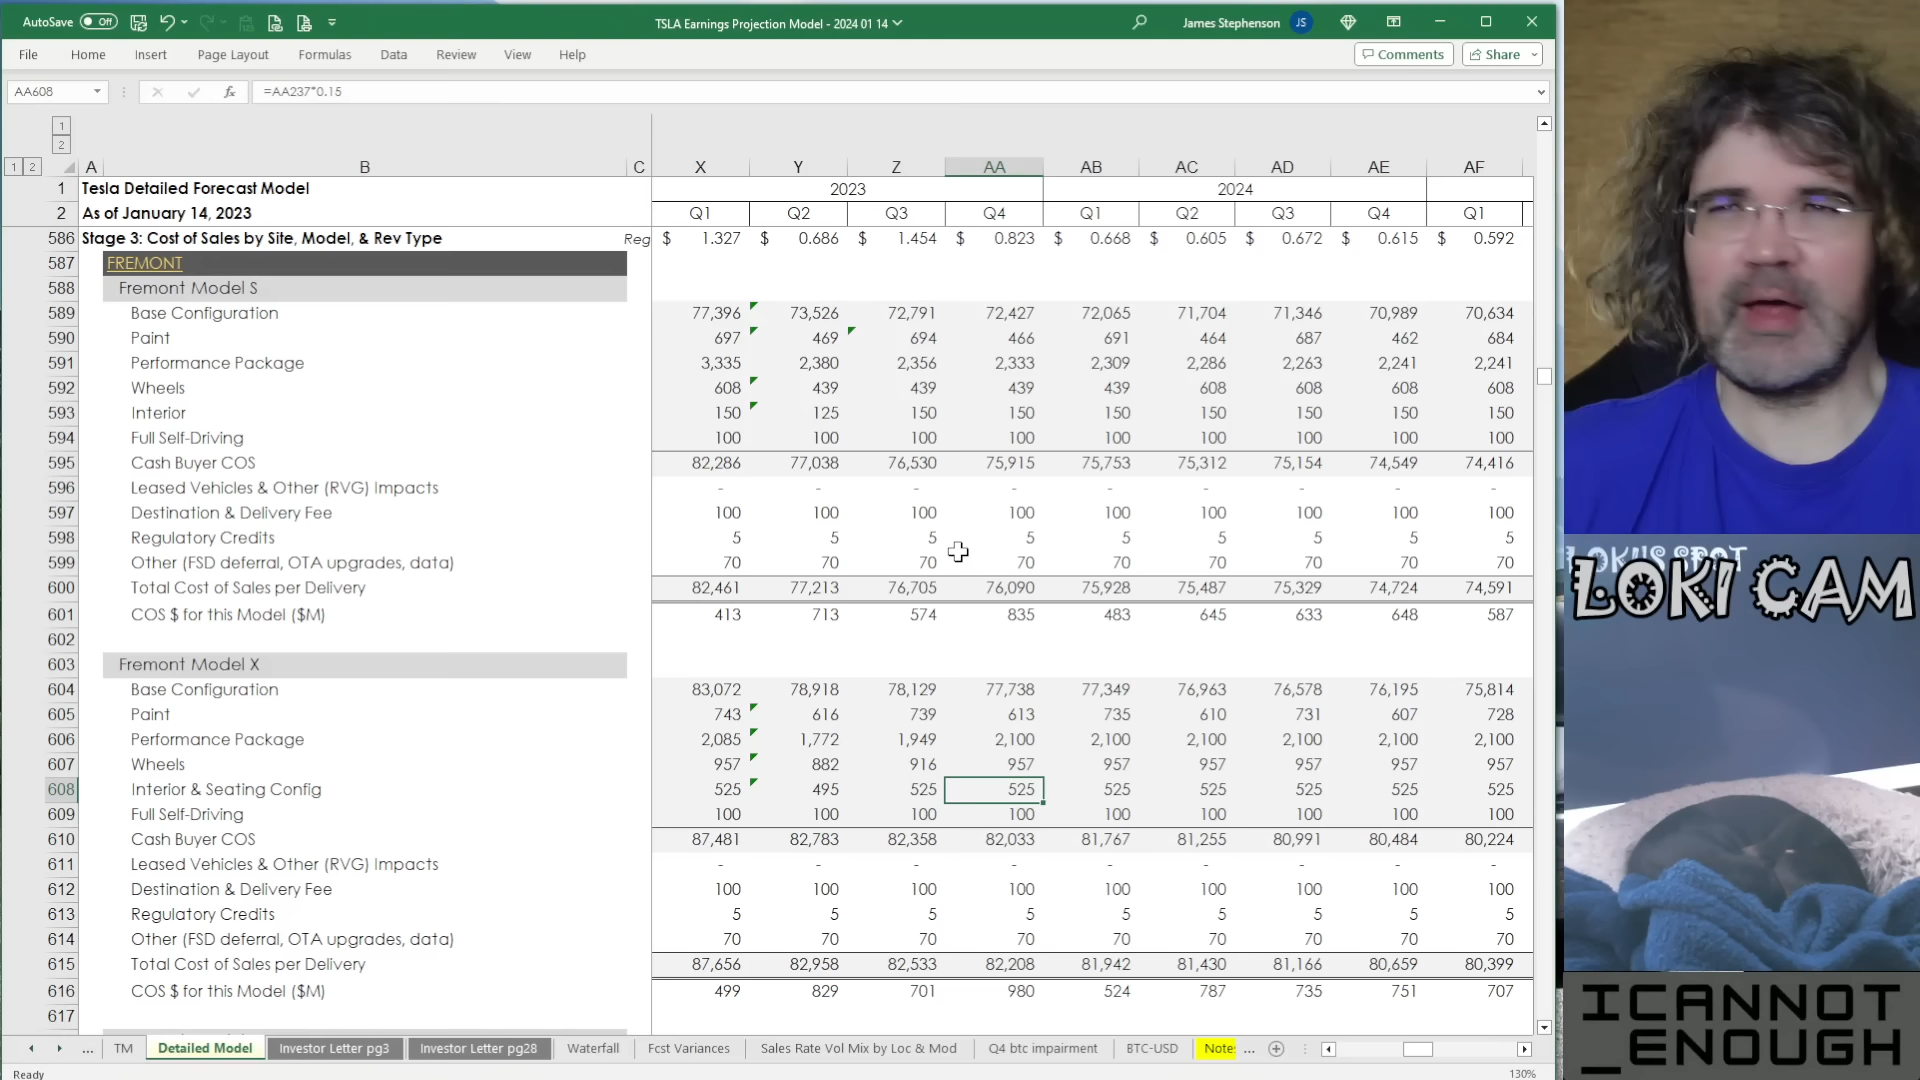 AutoSave Off TSLA Earnings Projection Model - 2024 01 14 James Stephenson JS
File Home Insert Page Layout Formulas Data Review View Help Comments Share
AA608 fx =AA237*0.15
1
2
1 2 A B C X Y Z AA AB AC AD AE AF
1 Tesla Detailed Forecast Model 2023 2024
2 As of January 14, 2023 Q1 Q2 Q3 Q4 Q1 Q2 Q3 Q4 Q1
586 Stage 3: Cost of Sales by Site, Model, & Rev Type Reg $ 1.327 $ 0.686 $ 1.454 $ 0.823 $ 0.668 $ 0.605 $ 0.672 $ 0.615 $ 0.592
587 FREMONT
588 Fremont Model S
589 Base Configuration 77,396 73,526 72,791 72,427 72,065 71,704 71,346 70,989 70,634
590 Paint 697 469 694 466 691 464 687 462 684
591 Performance Package 3,335 2,380 2,356 2,333 2,309 2,286 2,263 2,241 2,241
592 Wheels 608 439 439 439 439 608 608 608 608
593 Interior 150 125 150 150 150 150 150 150 150
594 Full Self-Driving 100 100 100 100 100 100 100 100 100
595 Cash Buyer COS 82,286 77,038 76,530 75,915 75,753 75,312 75,154 74,549 74,416
596 Leased Vehicles & Other (RVG) Impacts - - - - - - - - -
597 Destination & Delivery Fee 100 100 100 100 100 100 100 100 100
598 Regulatory Credits 5 5 5 5 5 5 5 5 5
599 Other (FSD deferral, OTA upgrades, data) 70 70 70 70 70 70 70 70 70
600 Total Cost of Sales per Delivery 82,461 77,213 76,705 76,090 75,928 75,487 75,329 74,724 74,591
601 COS $ for this Model ($M) 413 713 574 835 483 645 633 648 587
602
603 Fremont Model X
604 Base Configuration 83,072 78,918 78,129 77,738 77,349 76,963 76,578 76,195 75,814
605 Paint 743 616 739 613 735 610 731 607 728
606 Performance Package 2,085 1,772 1,949 2,100 2,100 2,100 2,100 2,100 2,100
607 Wheels 957 882 916 957 957 957 957 957 957
608 Interior & Seating Config 525 495 525 525 525 525 525 525 525
609 Full Self-Driving 100 100 100 100 100 100 100 100 100
610 Cash Buyer COS 87,481 82,783 82,358 82,033 81,767 81,255 80,991 80,484 80,224
611 Leased Vehicles & Other (RVG) Impacts - - - - - - - - -
612 Destination & Delivery Fee 100 100 100 100 100 100 100 100 100
613 Regulatory Credits 5 5 5 5 5 5 5 5 5
614 Other (FSD deferral, OTA upgrades, data) 70 70 70 70 70 70 70 70 70
615 Total Cost of Sales per Delivery 87,656 82,958 82,533 82,208 81,942 81,430 81,166 80,659 80,399
616 COS $ for this Model ($M) 499 829 701 980 524 787 735 751 707
617
... TM Detailed Model Investor Letter pg3 Investor Letter pg28 Waterfall Fcst Variances Sales Rate Vol Mix by Loc & Mod Q4 btc impairment BTC-USD Note: ...
Ready 130%
LOKI'S SPOT
LOKI CAM
ICANNOT
_ENOUGH